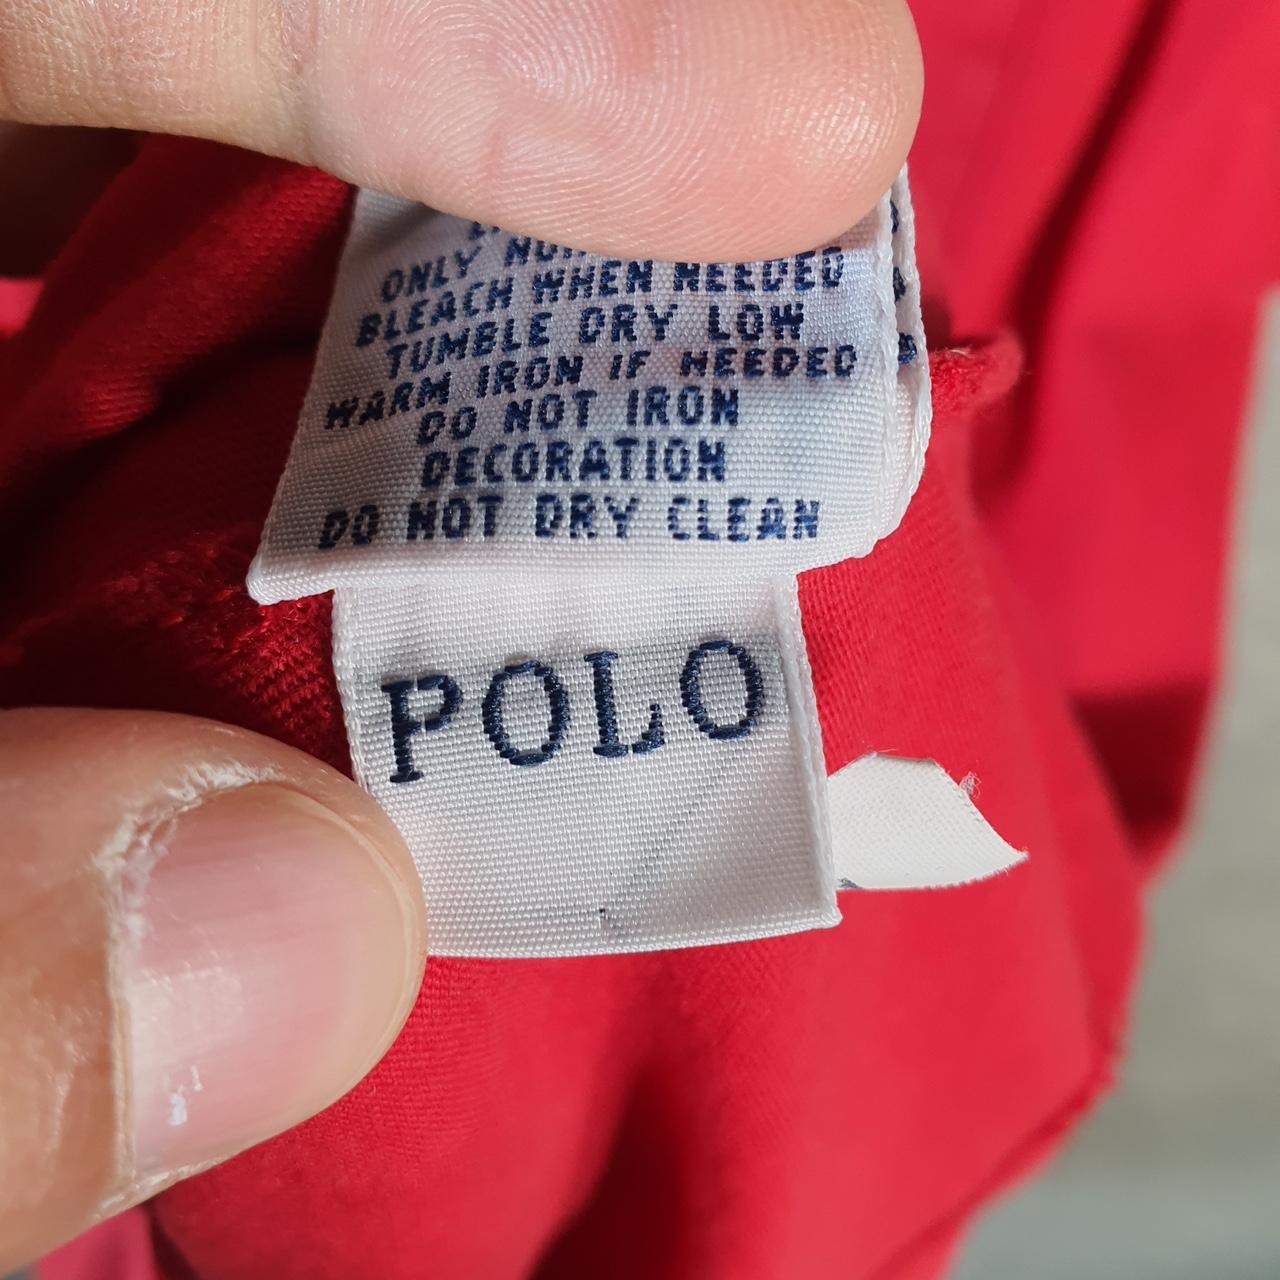 ONLY
BLEACH WHEN NEEDED
TUMBLE DRY LOW
WARM IRON IF NEEDED
DO NOT IRON
DECORATION
DO NOT DRY CLEAN
POLO